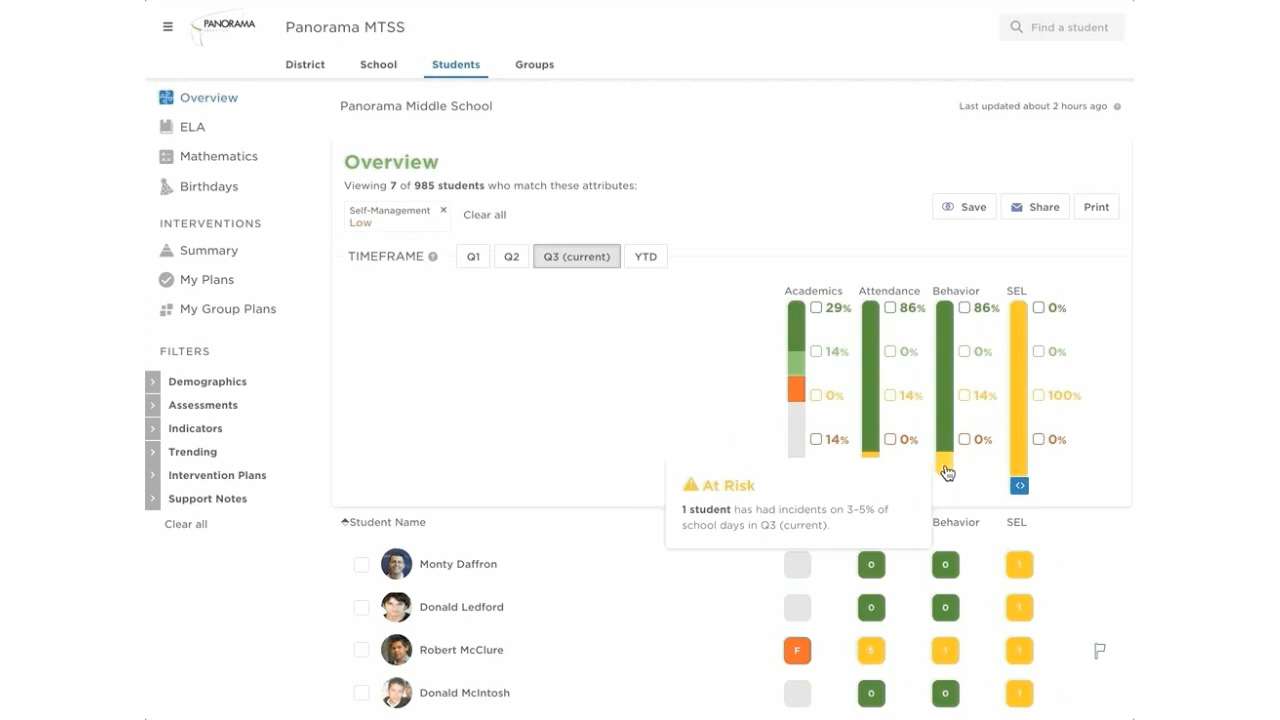 PANORAMA
Panorama MTSS
Find a student
District School Students Groups
Overview
ELA
Mathematics
Birthdays
INTERVENTIONS
Summary
My Plans
My Group Plans
FILTERS
Demographics
Assessments
Indicators
Trending
Intervention Plans
Support Notes
Clear all
Panorama Middle School
Last updated about 2 hours ago
Overview
Viewing 7 of 985 students who match these attributes:
Self-Management ×
Low
Clear all
Save Share Print
TIMEFRAME Q1 Q2 Q3 (current) YTD
Academics Attendance Behavior SEL
29% 86% 86% 0%
14% 0% 0% 0%
0% 14% 14% 100%
14% 0% 0% 0%
At Risk
1 student has had incidents on 3–5% of
school days in Q3 (current).
Student Name Behavior SEL
Monty Daffron 0 0 1
Donald Ledford 0 0 1
Robert McClure F 5 1 1
Donald McIntosh 0 0 1